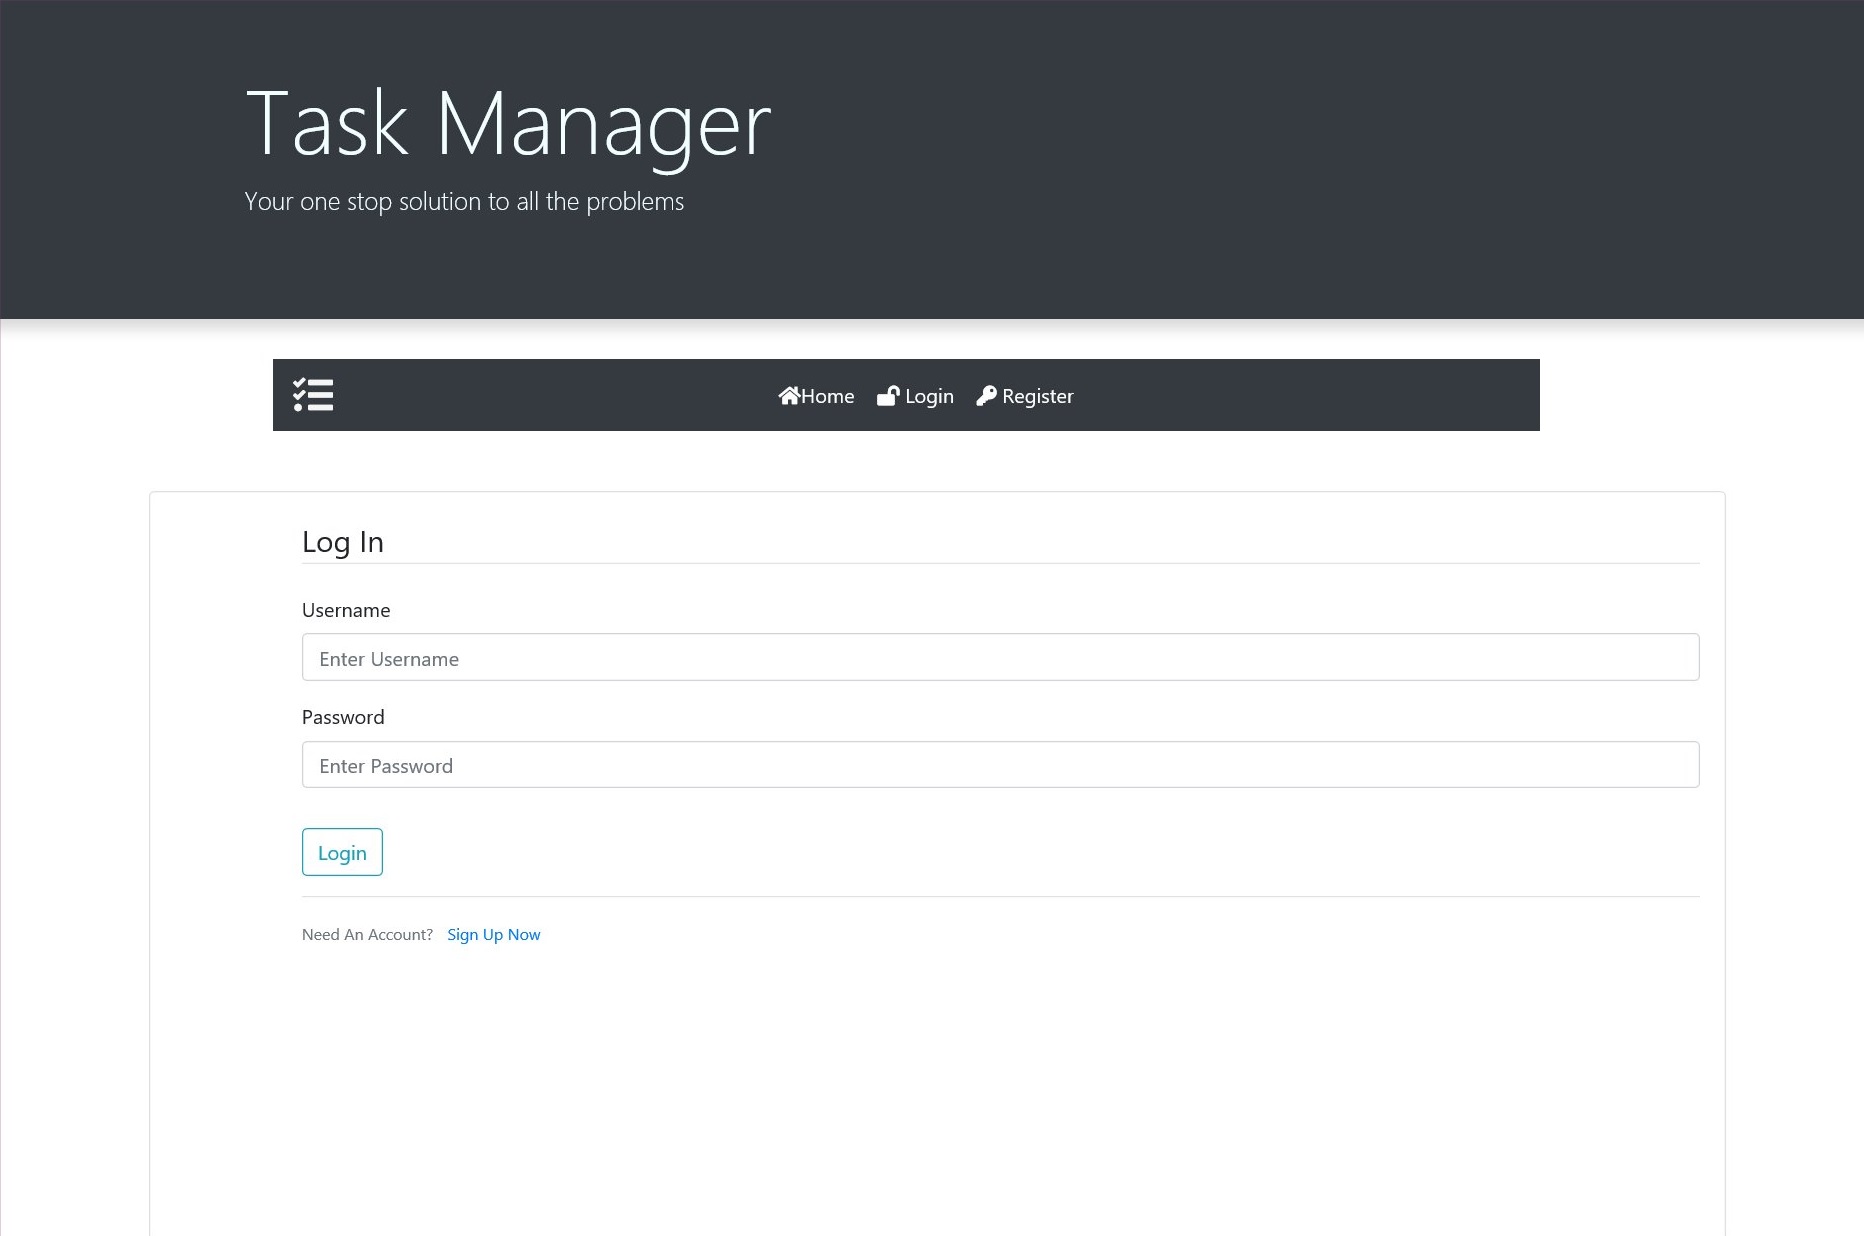 Task Manager
Your one stop solution to all the problems
Home Login Register
Log In
Username
Enter Username
Password
Enter Password
Login
Need An Account? Sign Up Now